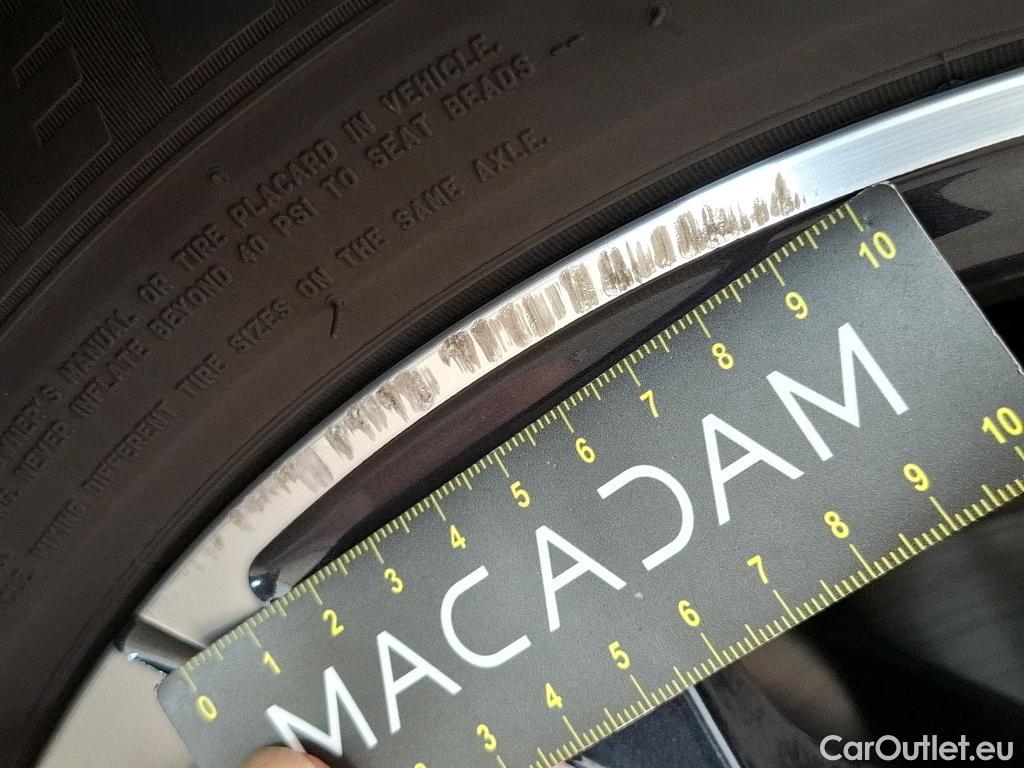 OWNER'S MANUAL OR TIRE PLACARD IN VEHICLE.
NEVER INFLATE BEYOND 40 PSI TO SEAT BEADS --
MIXING DIFFERENT TIRE SIZES ON THE SAME AXLE.
0 1 2 3 4 5 6 7 8 9 10
MACADAM
3 4 5 6 7 8 9 10
CarOutlet.eu